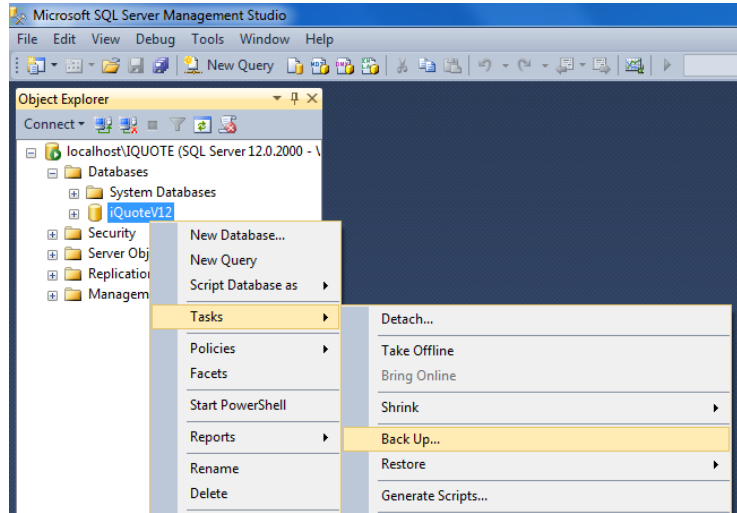 Microsoft SQL Server Management Studio
File Edit View Debug Tools Window Help
New Query
Object Explorer
Connect
localhost\IQUOTE (SQL Server 12.0.2000 - \
Databases
System Databases
iQuoteV12
Security
Server Obj
Replication
Managem
New Database...
New Query
Script Database as
Tasks
Policies
Facets
Start PowerShell
Reports
Rename
Delete
Detach...
Take Offline
Bring Online
Shrink
Back Up...
Restore
Generate Scripts...